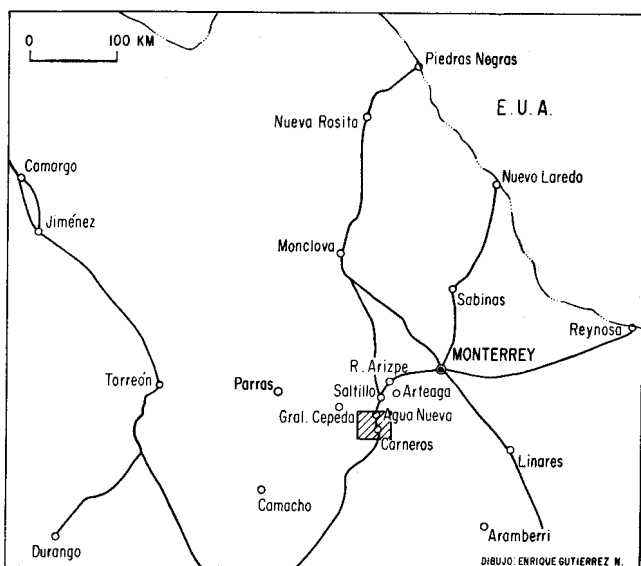 0 100 KM
Piedras Negras
E. U. A.
Nueva Rosita
Camargo
Nuevo Laredo
Jiménez
Monclova
Sabinas
Reynosa
MONTERREY
R. Arizpe
Torreón
Parras
Saltillo
Arteaga
Gral. Cepeda
Agua Nueva
Carneros
Linares
Camacho
Aramberri
Durango
DIBUJO: ENRIQUE GUTIERREZ N.